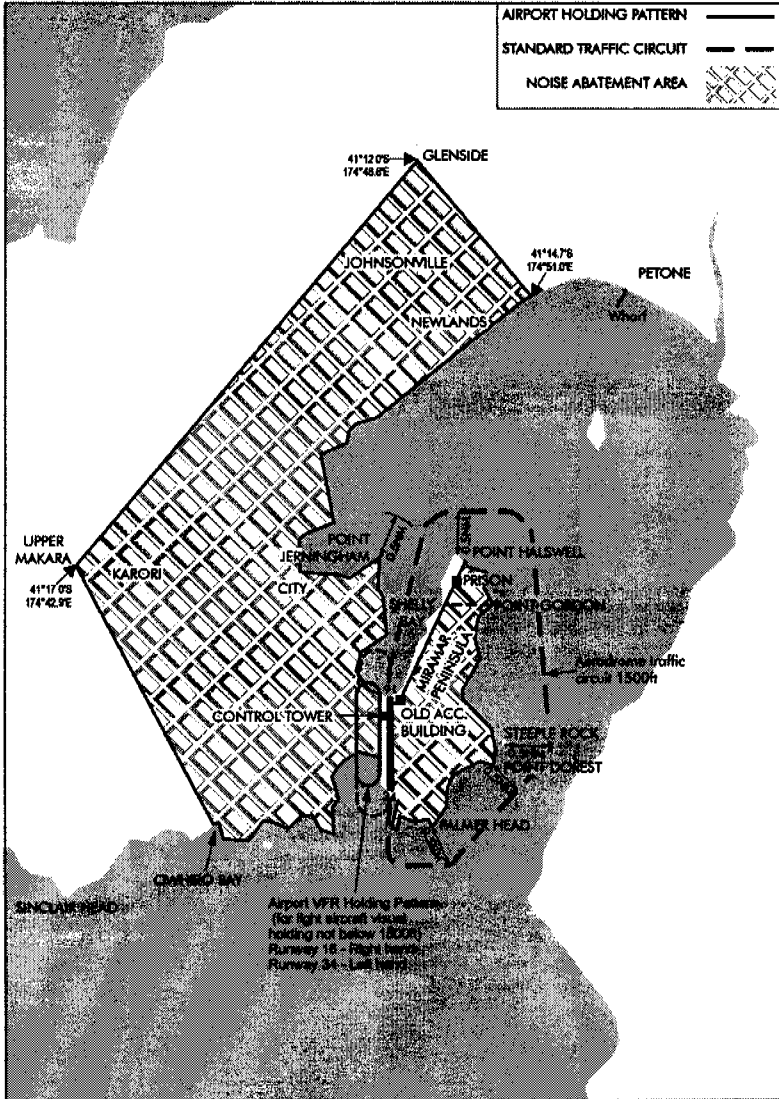 AIRPORT HOLDING PATTERN
STANDARD TRAFFIC CIRCUIT
NOISE ABATEMENT AREA
41°12.0'S
174°48.6'E
GLENSIDE
JOHNSONVILLE
41°14.7'S
174°51.0'E
PETONE
NEWLANDS
Wharf
UPPER
MAKARA
41°17.0'S
174°42.9'E
KARORI
POINT
JERNINGHAM
CITY
0.5NM
POINT HALSWELL
PRISON
SHELLY
BAY
POINT GORDON
MIRAMAR
PENINSULA
Aerodrome traffic
circuit 1500ft
CONTROL TOWER
OLD ACC.
BUILDING
STEEPLE ROCK
POINT DOREST
PALMER HEAD
OWHIRO BAY
SINCLAIR HEAD
Airport VFR Holding Pattern
(for light aircraft visual
holding not below 1500ft)
Runway 16 - Right hand
Runway 34 - Left hand